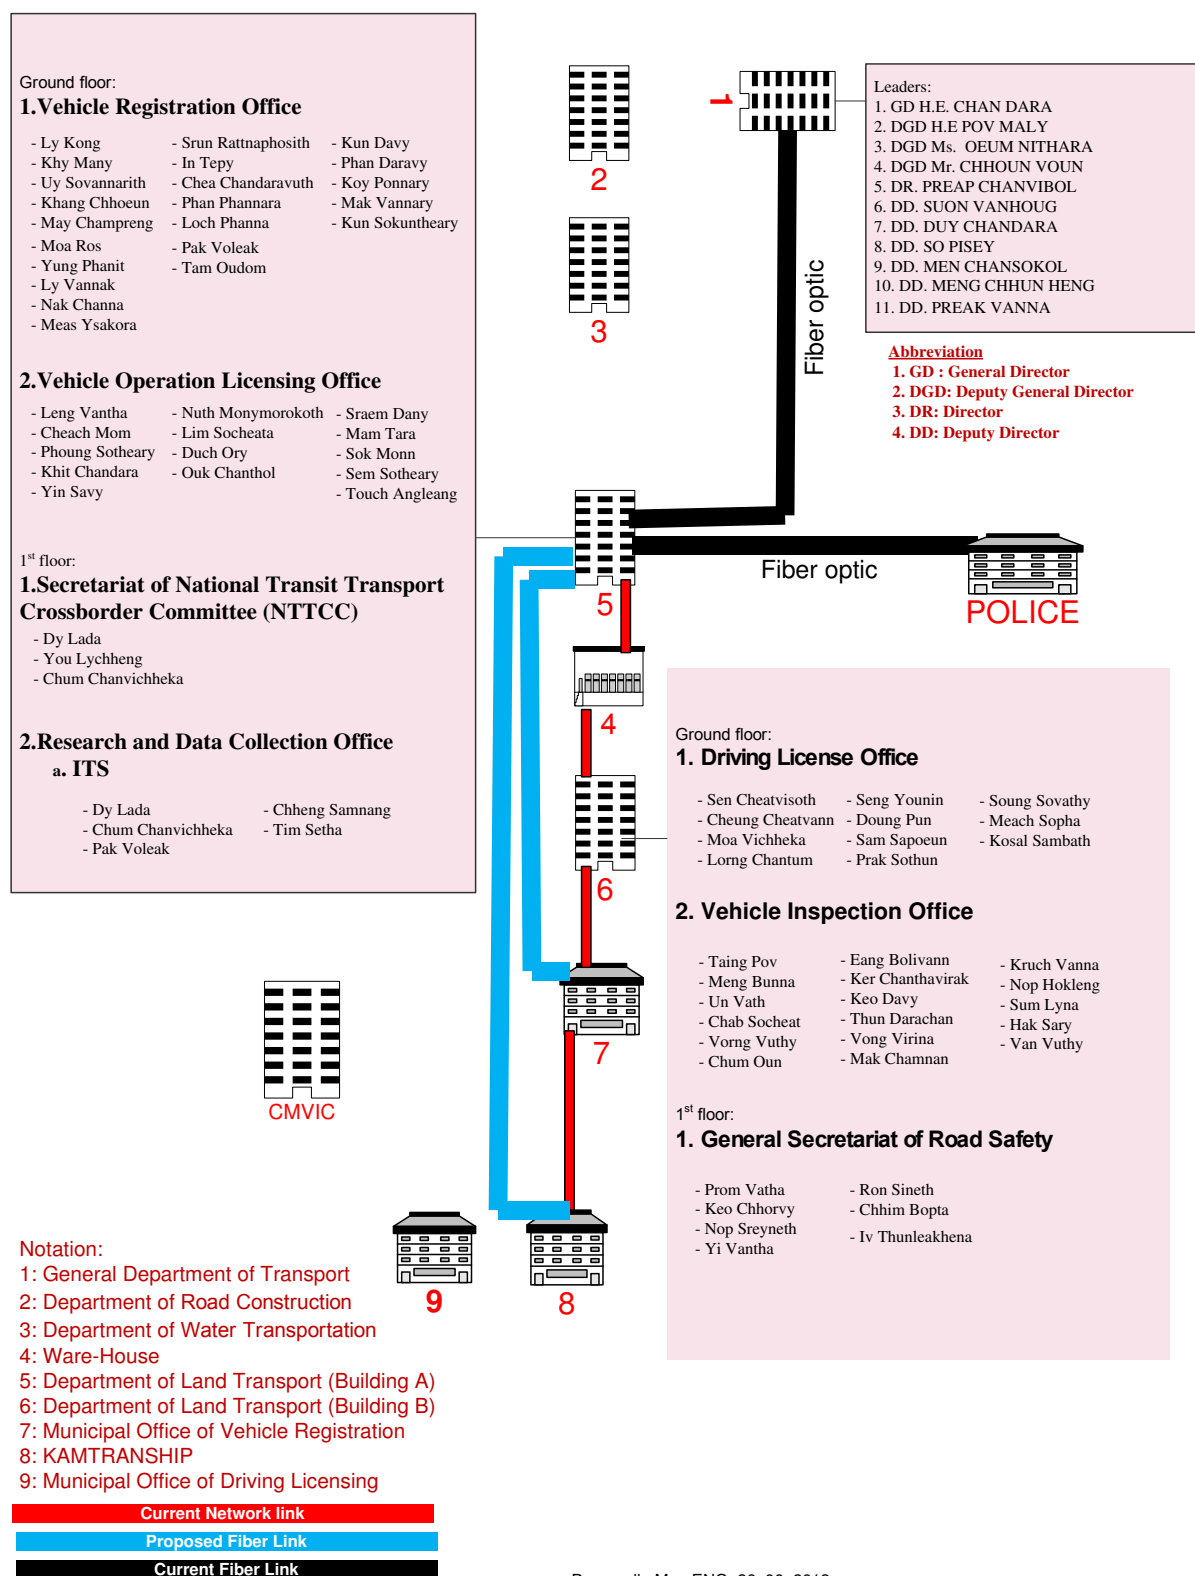 Ground floor:
1.Vehicle Registration Office
- Ly Kong - Srun Rattnaphosith - Kun Davy
- Khy Many - In Tepy - Phan Daravy
- Uy Sovannarith - Chea Chandaravuth - Koy Ponnary
- Khang Chhoeun - Phan Phannara - Mak Vannary
- May Champreng - Loch Phanna - Kun Sokuntheary
- Moa Ros - Pak Voleak
- Yung Phanit - Tam Oudom
- Ly Vannak
- Nak Channa
- Meas Ysakora
2.Vehicle Operation Licensing Office
- Leng Vantha - Nuth Monymorokoth - Sraem Dany
- Cheach Mom - Lim Socheata - Mam Tara
- Phoung Sotheary - Duch Ory - Sok Monn
- Khit Chandara - Ouk Chanthol - Sem Sotheary
- Yin Savy - Touch Angleang
1st floor:
1.Secretariat of National Transit Transport
Crossborder Committee (NTTCC)
- Dy Lada
- You Lychheng
- Chum Chanvichheka
2.Research and Data Collection Office
a. ITS
- Dy Lada - Chheng Samnang
- Chum Chanvichheka - Tim Setha
- Pak Voleak
2
3
1
Leaders:
1. GD H.E. CHAN DARA
2. DGD H.E POV MALY
3. DGD Ms. OEUM NITHARA
4. DGD Mr. CHHOUN VOUN
5. DR. PREAP CHANVIBOL
6. DD. SUON VANHOUG
7. DD. DUY CHANDARA
8. DD. SO PISEY
9. DD. MEN CHANSOKOL
10. DD. MENG CHHUN HENG
11. DD. PREAK VANNA
Abbreviation
1. GD : General Director
2. DGD: Deputy General Director
3. DR: Director
4. DD: Deputy Director
Fiber optic
Fiber optic
POLICE
5
4
6
7
8
9
CMVIC
Ground floor:
1. Driving License Office
- Sen Cheatvisoth - Seng Younin - Soung Sovathy
- Cheung Cheatvann - Doung Pun - Meach Sopha
- Moa Vichheka - Sam Sapoeun - Kosal Sambath
- Lorng Chantum - Prak Sothun
2. Vehicle Inspection Office
- Taing Pov - Eang Bolivann - Kruch Vanna
- Meng Bunna - Ker Chanthavirak - Nop Hokleng
- Un Vath - Keo Davy - Sum Lyna
- Chab Socheat - Thun Darachan - Hak Sary
- Vorng Vuthy - Vong Virina - Van Vuthy
- Chum Oun - Mak Chamnan
1st floor:
1. General Secretariat of Road Safety
- Prom Vatha - Ron Sineth
- Keo Chhorvy - Chhim Bopta
- Nop Sreyneth - Iv Thunleakhena
- Yi Vantha
Notation:
1: General Department of Transport
2: Department of Road Construction
3: Department of Water Transportation
4: Ware-House
5: Department of Land Transport (Building A)
6: Department of Land Transport (Building B)
7: Municipal Office of Vehicle Registration
8: KAMTRANSHIP
9: Municipal Office of Driving Licensing
Current Network link
Proposed Fiber Link
Current Fiber Link